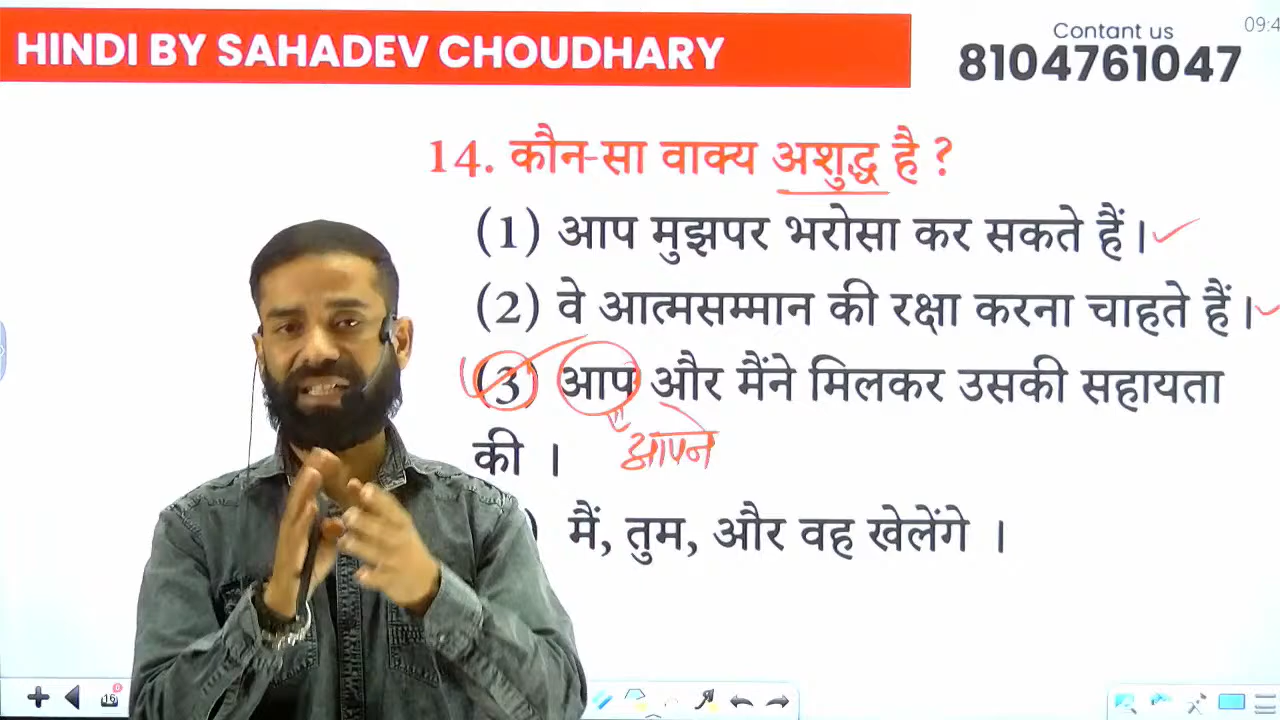 HINDI BY SAHADEV CHOUDHARY
Contant us
8104761047
09:4
14. कौन-सा वाक्य अशुद्ध है ?
(1) आप मुझपर भरोसा कर सकते हैं।
(2) वे आत्मसम्मान की रक्षा करना चाहते हैं।
(3) आप और मैंने मिलकर उसकी सहायता
की ।
आपने
) मैं, तुम, और वह खेलेंगे ।
16